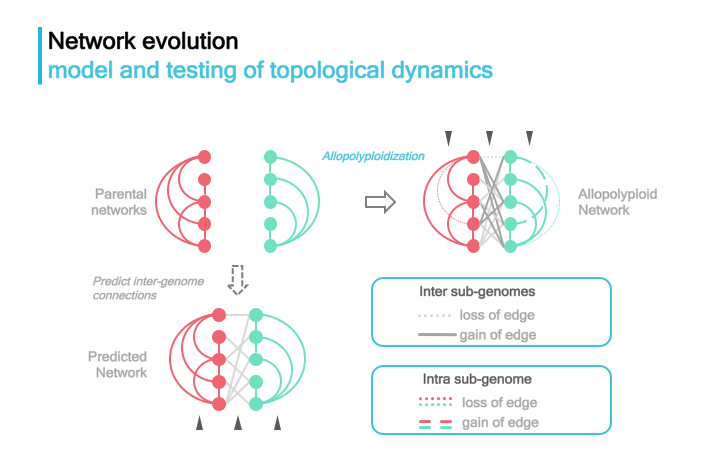 Network evolution
model and testing of topological dynamics
Allopolyploidization
Parental
networks
Allopolyploid
Network
Predict inter-genome
connections
Predicted
Network
Inter sub-genomes
loss of edge
gain of edge
Intra sub-genome
loss of edge
gain of edge